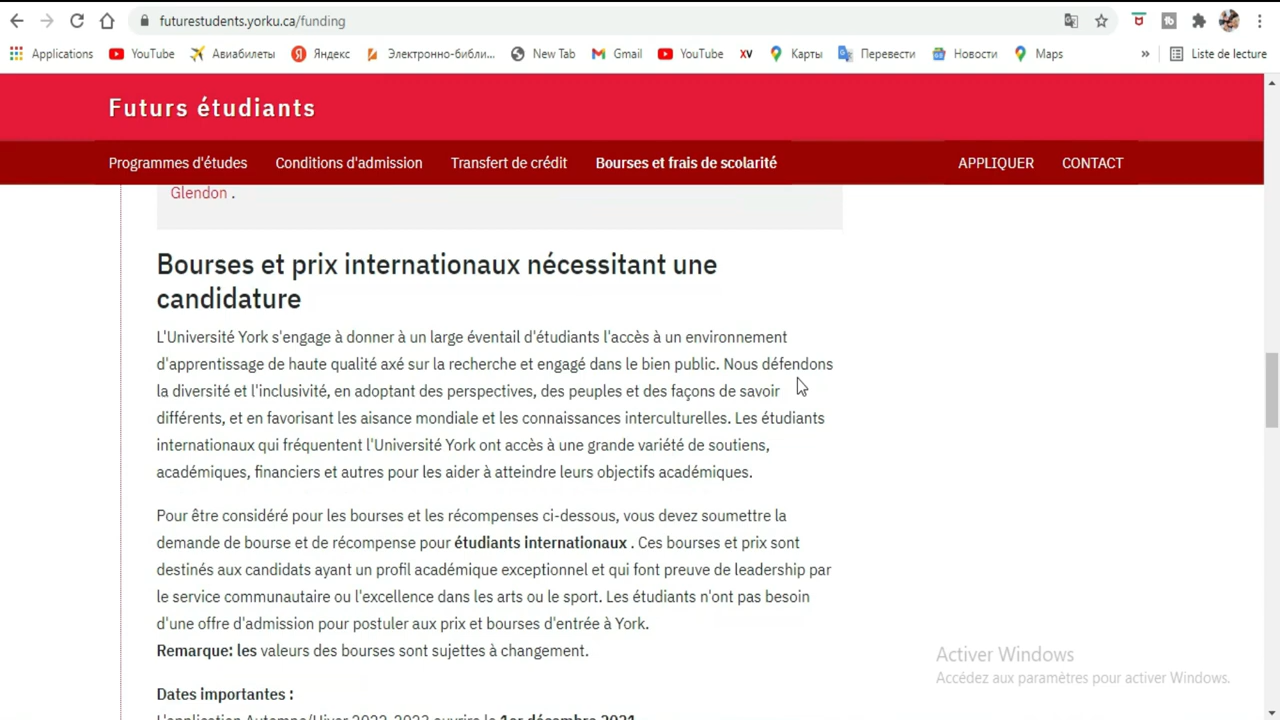 futurestudents.yorku.ca/funding
Applications YouTube Авиабилеты Яндекс Электронно-библи... New Tab Gmail YouTube XV Карты Перевести Новости Maps » Liste de lecture
Futurs étudiants
Programmes d'études Conditions d'admission Transfert de crédit Bourses et frais de scolarité APPLIQUER CONTACT
Glendon .
Bourses et prix internationaux nécessitant une
candidature
L'Université York s'engage à donner à un large éventail d'étudiants l'accès à un environnement
d'apprentissage de haute qualité axé sur la recherche et engagé dans le bien public. Nous défendons
la diversité et l'inclusivité, en adoptant des perspectives, des peuples et des façons de savoir
différents, et en favorisant les aisance mondiale et les connaissances interculturelles. Les étudiants
internationaux qui fréquentent l'Université York ont accès à une grande variété de soutiens,
académiques, financiers et autres pour les aider à atteindre leurs objectifs académiques.
Pour être considéré pour les bourses et les récompenses ci-dessous, vous devez soumettre la
demande de bourse et de récompense pour étudiants internationaux . Ces bourses et prix sont
destinés aux candidats ayant un profil académique exceptionnel et qui font preuve de leadership par
le service communautaire ou l'excellence dans les arts ou le sport. Les étudiants n'ont pas besoin
d'une offre d'admission pour postuler aux prix et bourses d'entrée à York.
Remarque: les valeurs des bourses sont sujettes à changement.
Activer Windows
Accédez aux paramètres pour activer Windows.
Dates importantes :
L'application Automne/Hiver 2022-2023 ouvrira le 1er décembre 2021